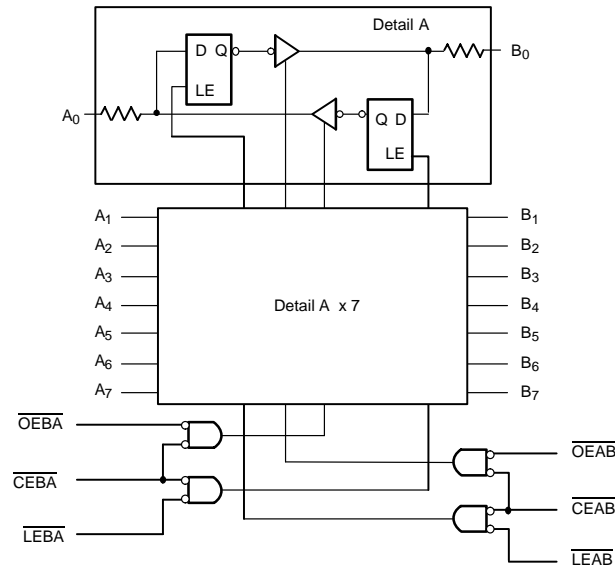 Detail A
D Q
LE
B0
A0
Q D
LE
A1 B1
A2 B2
A3 B3
Detail A x 7
A4 B4
A5 B5
A6 B6
A7 B7
OEBA
OEAB
CEBA
CEAB
LEBA
LEAB